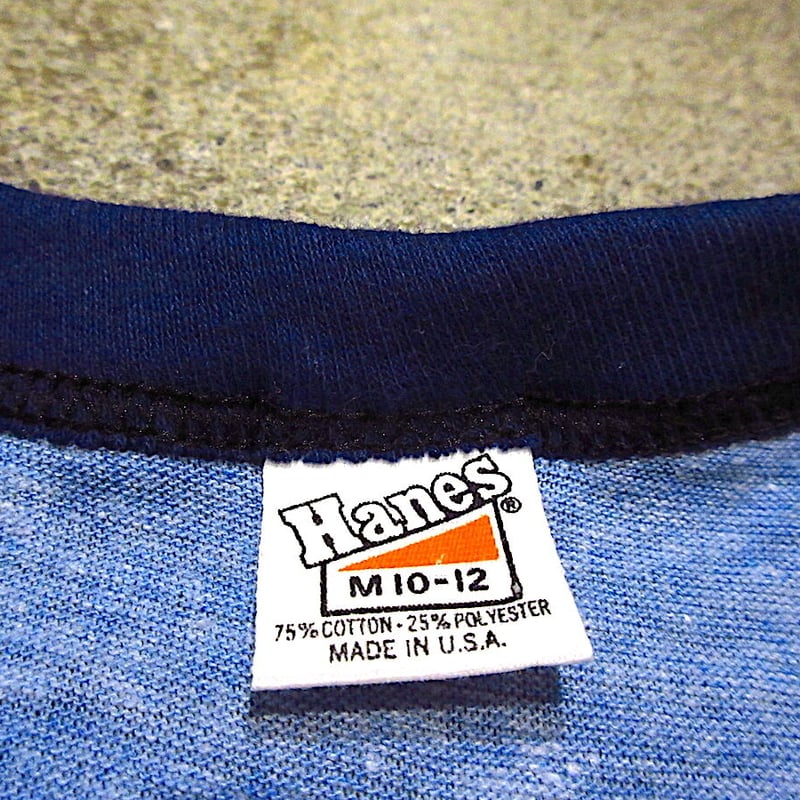 Hanes®
M 10-12
75% COTTON - 25% POLYESTER
MADE IN U.S.A.